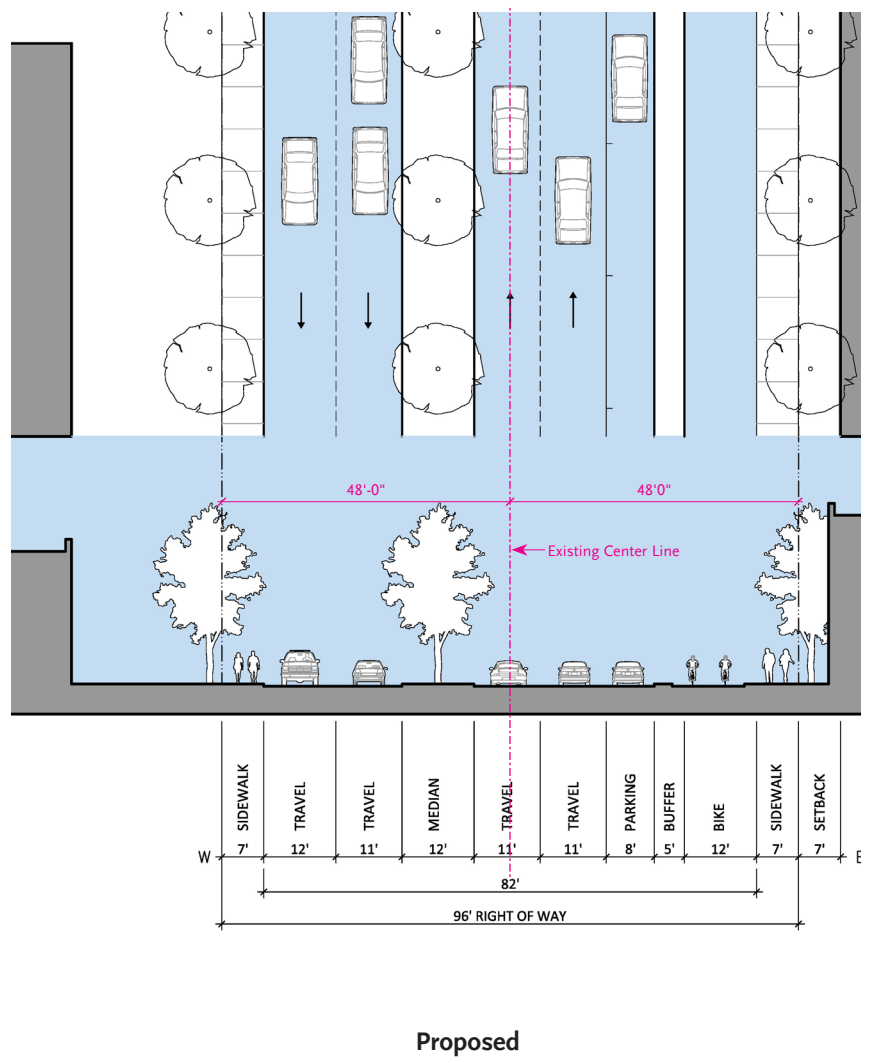 48'-0"
48'0"
Existing Center Line
SIDEWALK
TRAVEL
TRAVEL
MEDIAN
TRAVEL
TRAVEL
PARKING
BUFFER
BIKE
SIDEWALK
SETBACK
W 7' 12' 11' 12' 11' 11' 8' 5' 12' 7' 7' E
82'
96' RIGHT OF WAY
Proposed